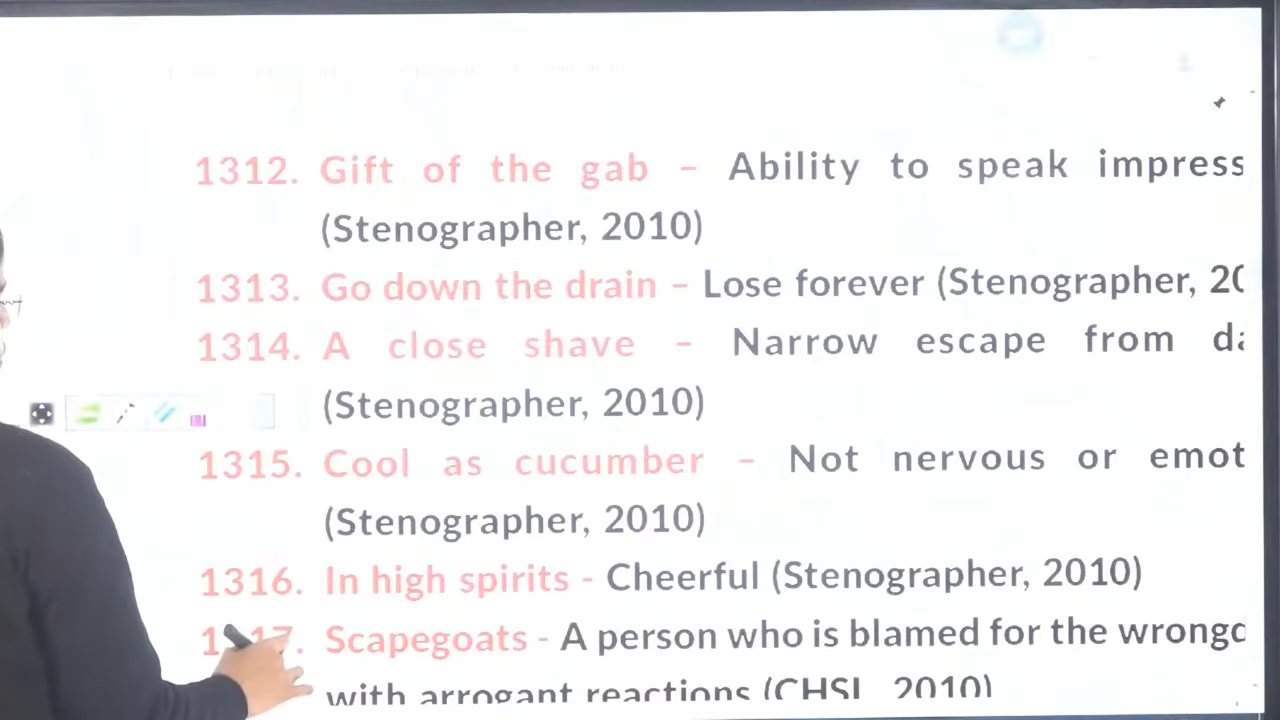 1312. Gift of the gab – Ability to speak impress
(Stenographer, 2010)
1313. Go down the drain – Lose forever (Stenographer, 20
1314. A close shave – Narrow escape from da
(Stenographer, 2010)
1315. Cool as cucumber – Not nervous or emot
(Stenographer, 2010)
1316. In high spirits - Cheerful (Stenographer, 2010)
Scapegoats - A person who is blamed for the wrong
with arrogant reactions (CHSL, 2010)